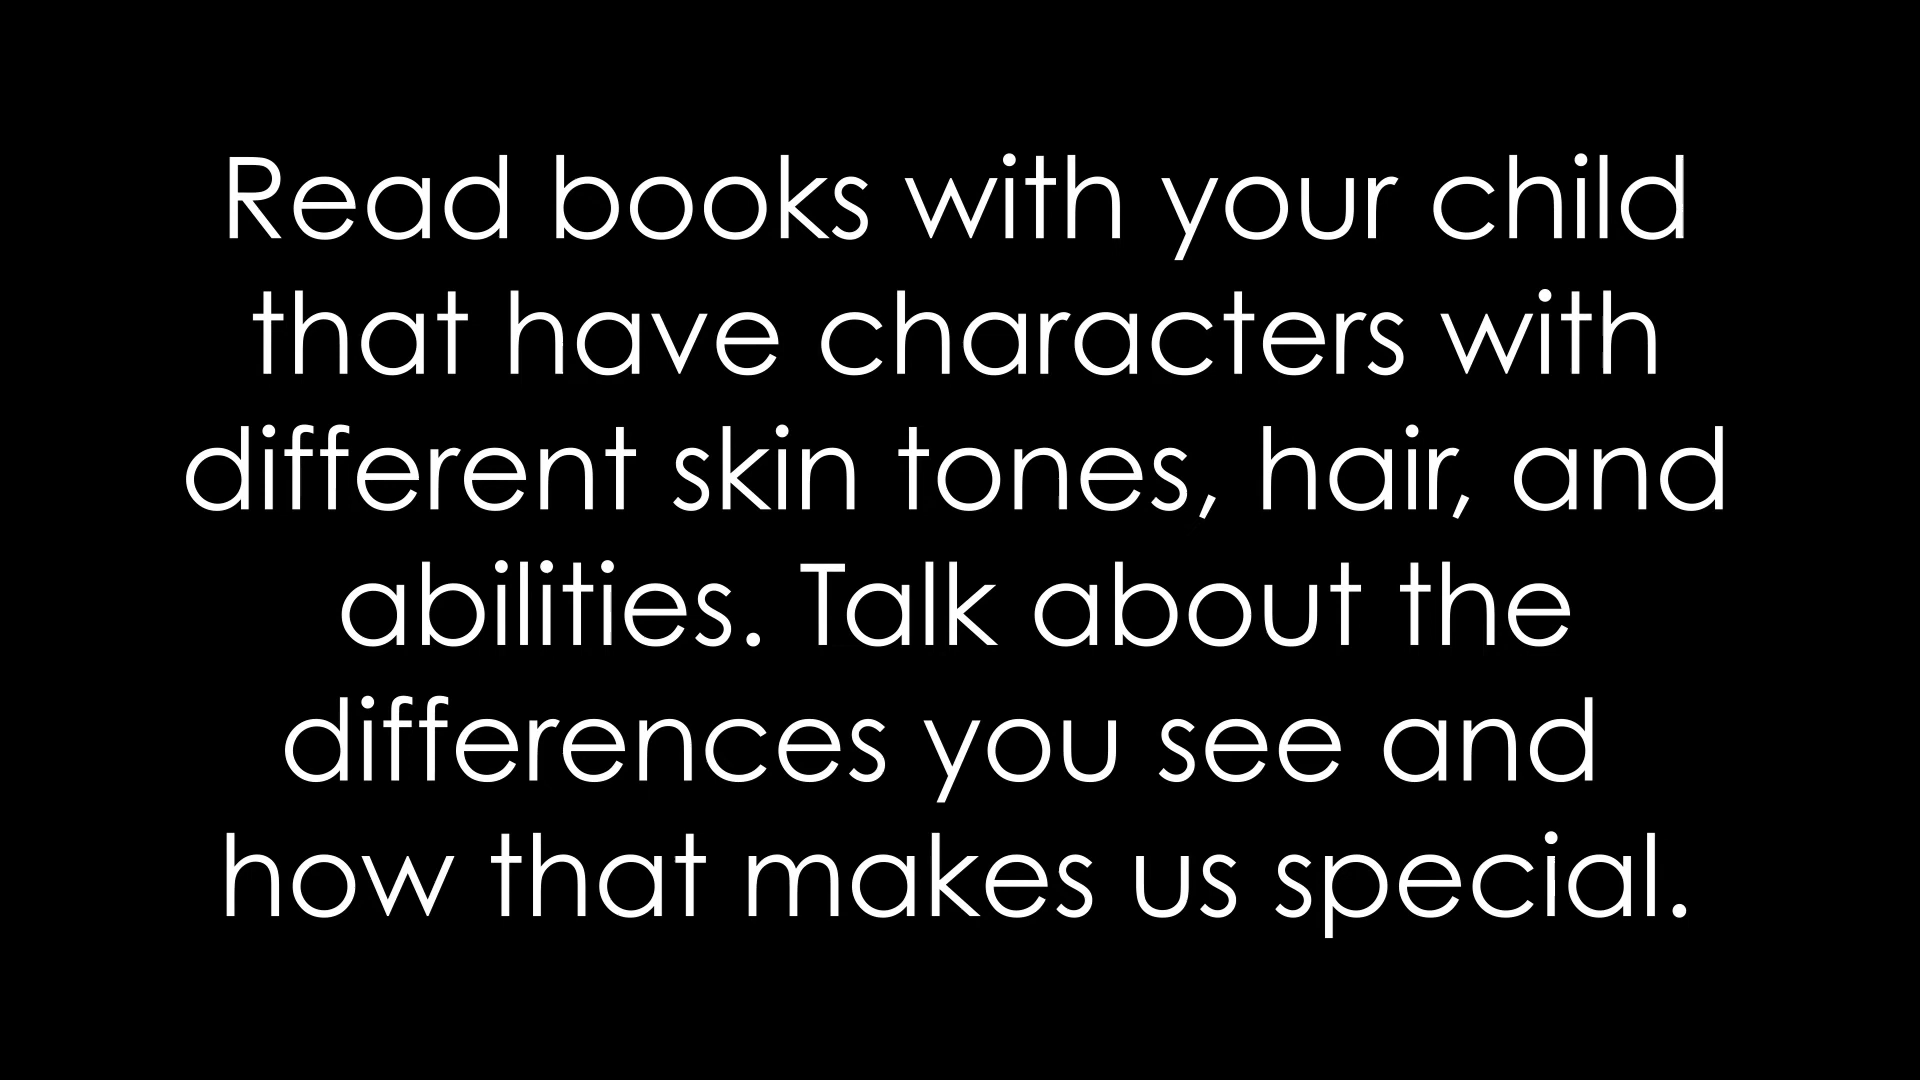 Read books with your child
that have characters with
different skin tones, hair, and
abilities. Talk about the
differences you see and
how that makes us special.